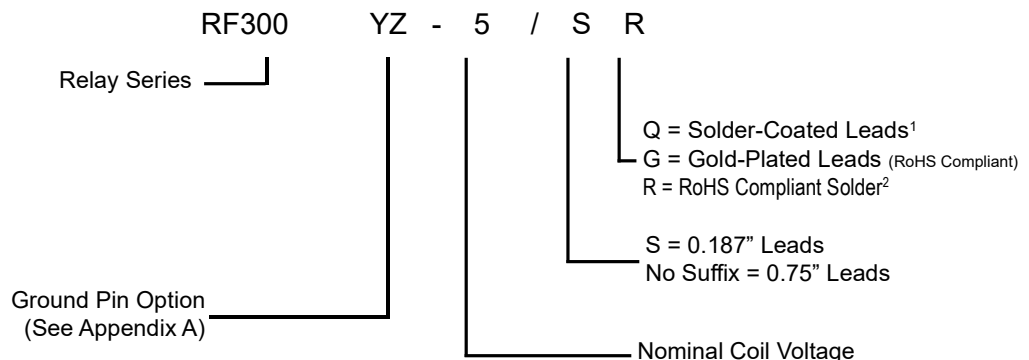 RF300 YZ - 5 / S R
Relay Series
Q = Solder-Coated Leads¹
G = Gold-Plated Leads (RoHS Compliant)
R = RoHS Compliant Solder²
S = 0.187” Leads
No Suffix = 0.75” Leads
Ground Pin Option
(See Appendix A)
Nominal Coil Voltage